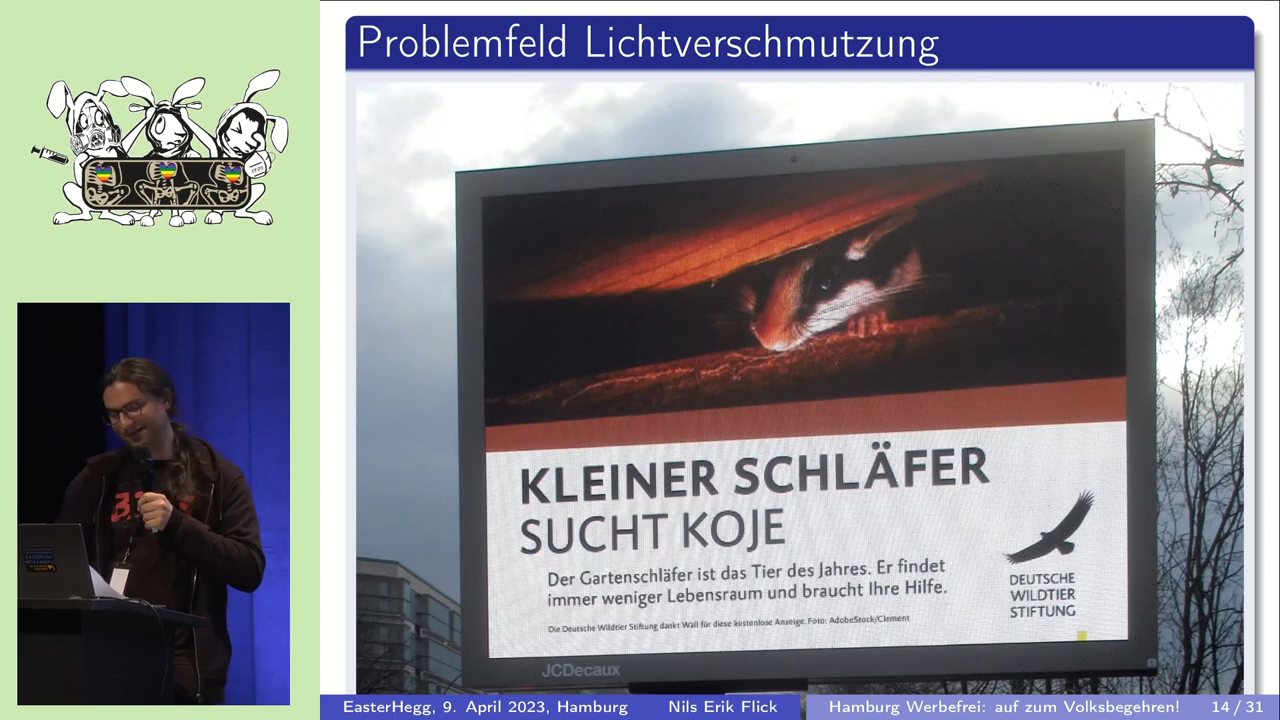 Problemfeld Lichtverschmutzung
KLEINER SCHLÄFER
SUCHT KOJE
Der Gartenschläfer ist das Tier des Jahres. Er findet
immer weniger Lebensraum und braucht Ihre Hilfe.
Die Deutsche Wildtier Stiftung dankt Wall für diese kostenlose Anzeige. Foto: AdobeStock/Clement
DEUTSCHE
WILDTIER
STIFTUNG
JCDecaux
EasterHegg, 9. April 2023, Hamburg Nils Erik Flick Hamburg Werbefrei: auf zum Volksbegehren! 14 / 31